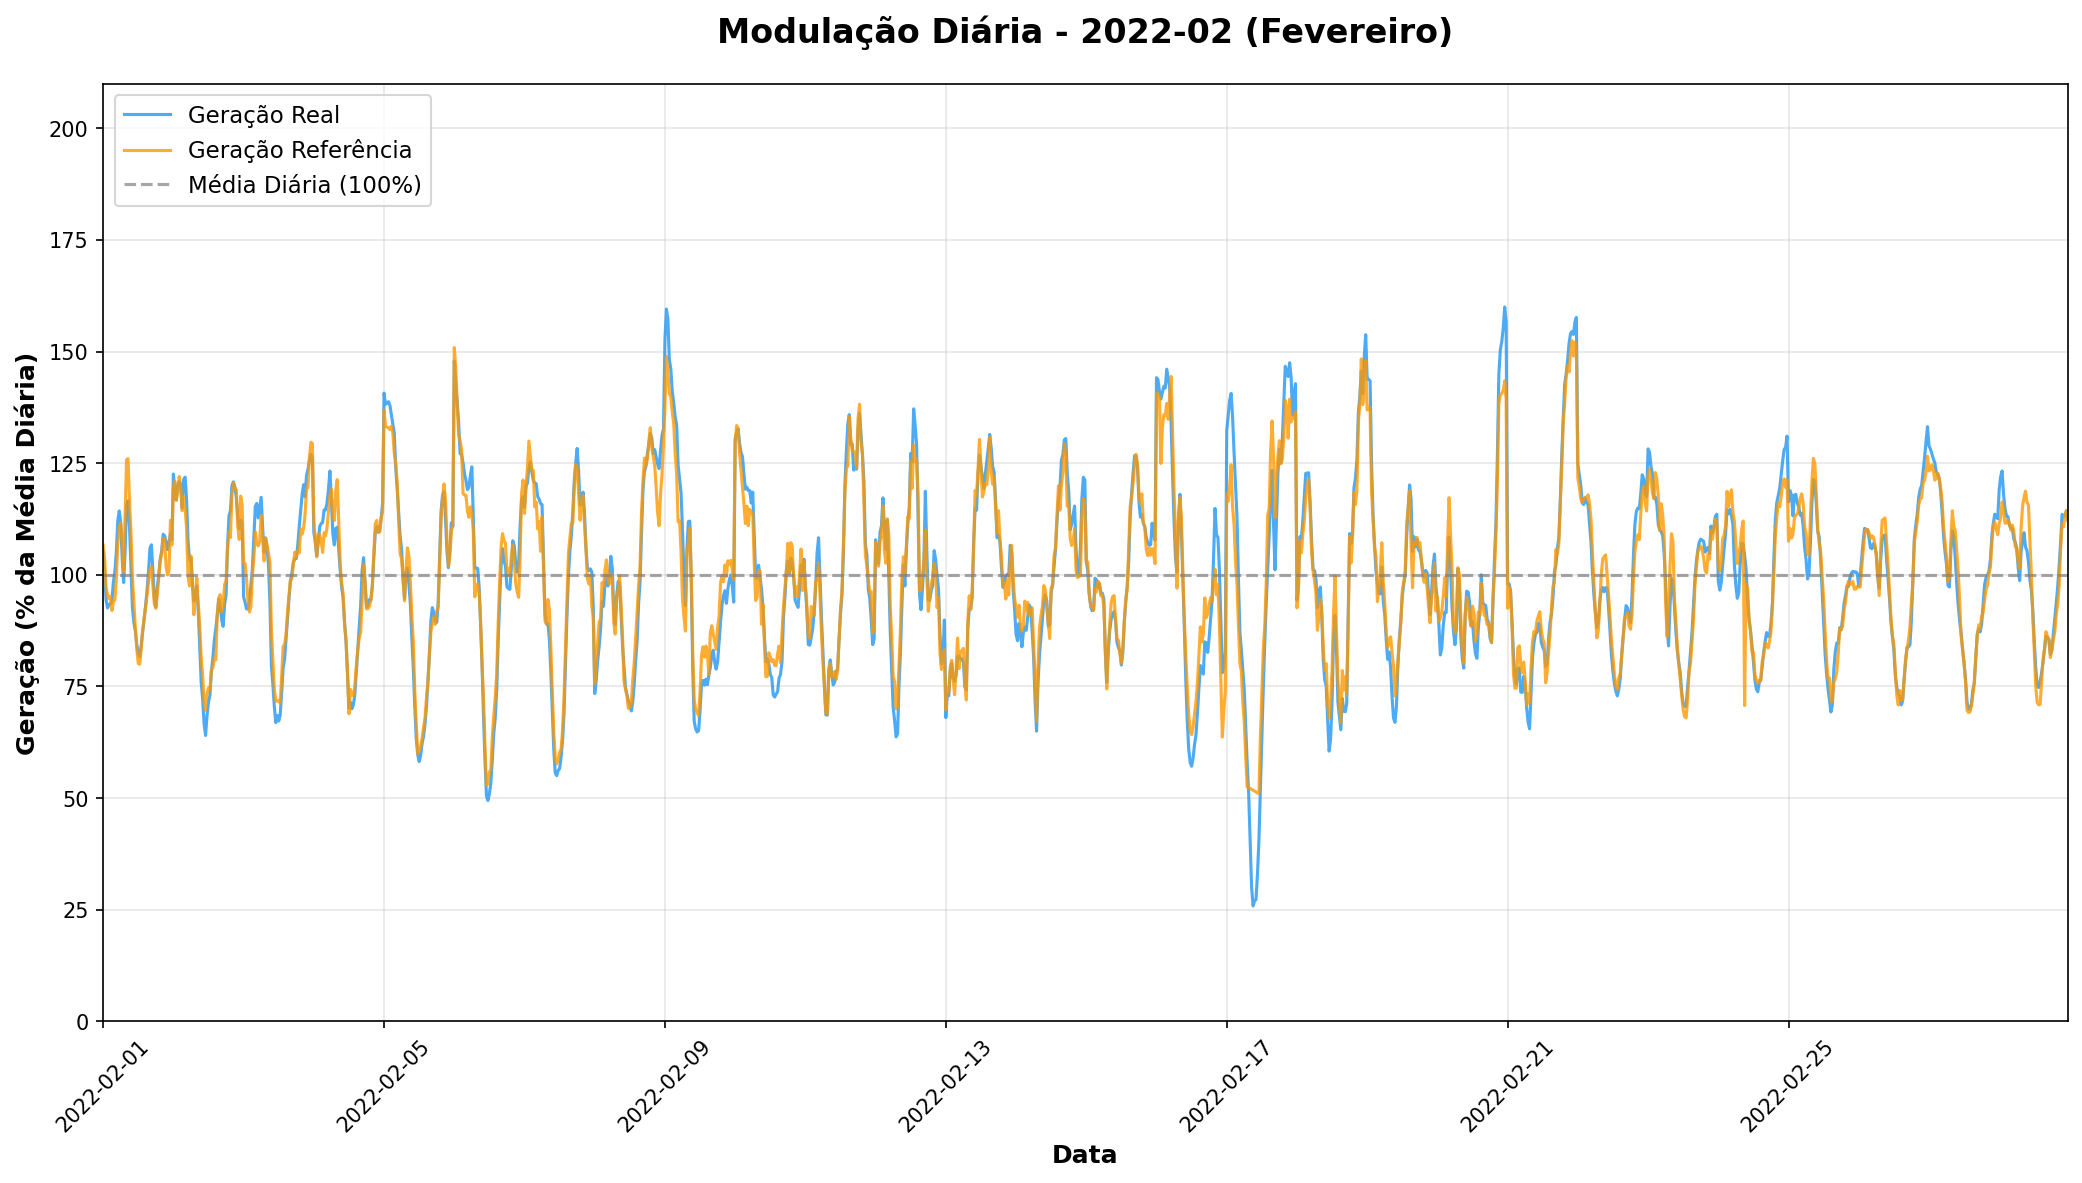 Modulação Diária - 2022-02 (Fevereiro)
Geração Real
Geração Referência
Média Diária (100%)
Geração (% da Média Diária)
200
175
150
125
100
75
50
25
0
2022-02-01
2022-02-05
2022-02-09
2022-02-13
2022-02-17
2022-02-21
2022-02-25
Data